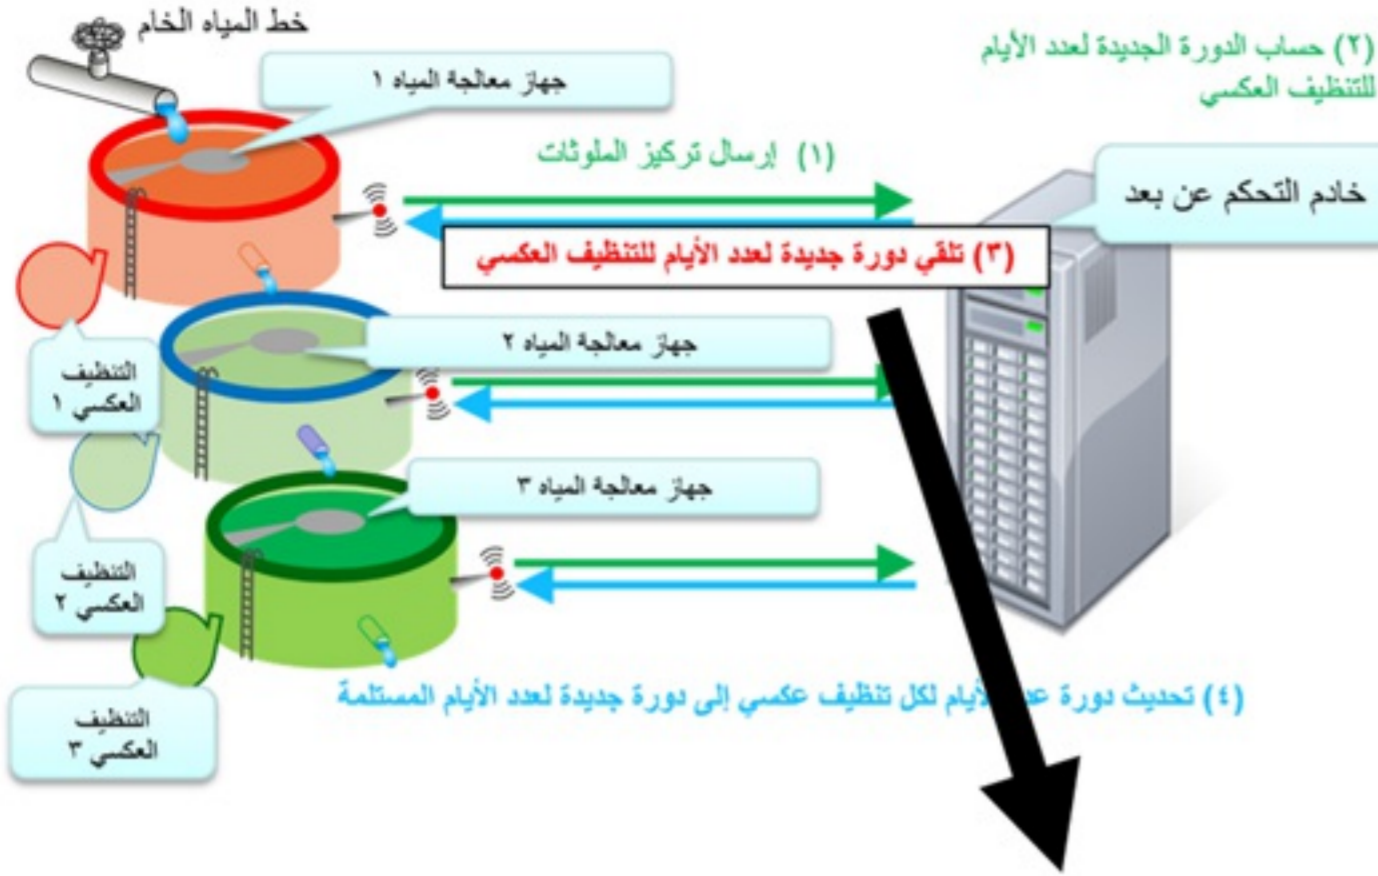 خط المياه الخام
(٢) حساب الدورة الجديدة لعدد الأيام
للتنظيف العكسي
جهاز معالجة المياه ١
(١) إرسال تركيز الملوثات
خادم التحكم عن بعد
(٣) تلقي دورة جديدة لعدد الأيام للتنظيف العكسي
جهاز معالجة المياه ٢
التنظيف
العكسي ١
جهاز معالجة المياه ٣
التنظيف
العكسي ٢
(٤) تحديث دورة الأيام لكل تنظيف عكسي إلى دورة جديدة لعدد الأيام المستلمة
التنظيف
العكسي ٣